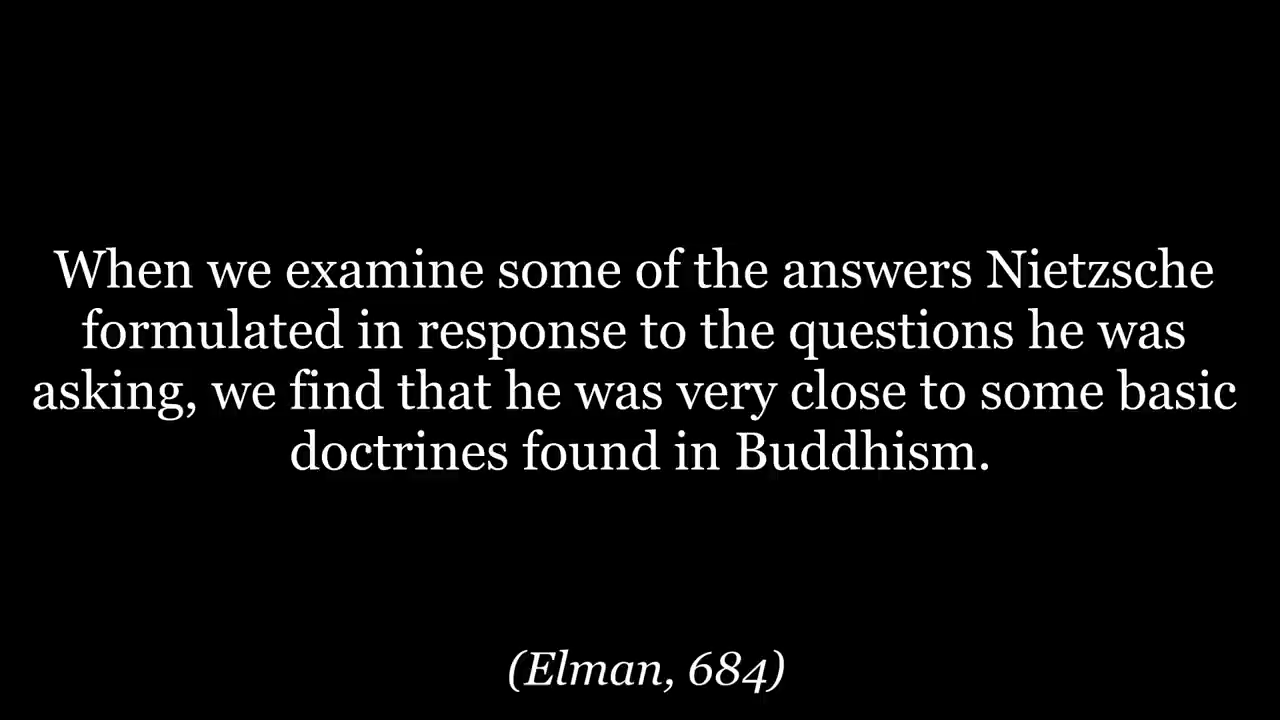 When we examine some of the answers Nietzsche
formulated in response to the questions he was
asking, we find that he was very close to some basic
doctrines found in Buddhism.
(Elman, 684)